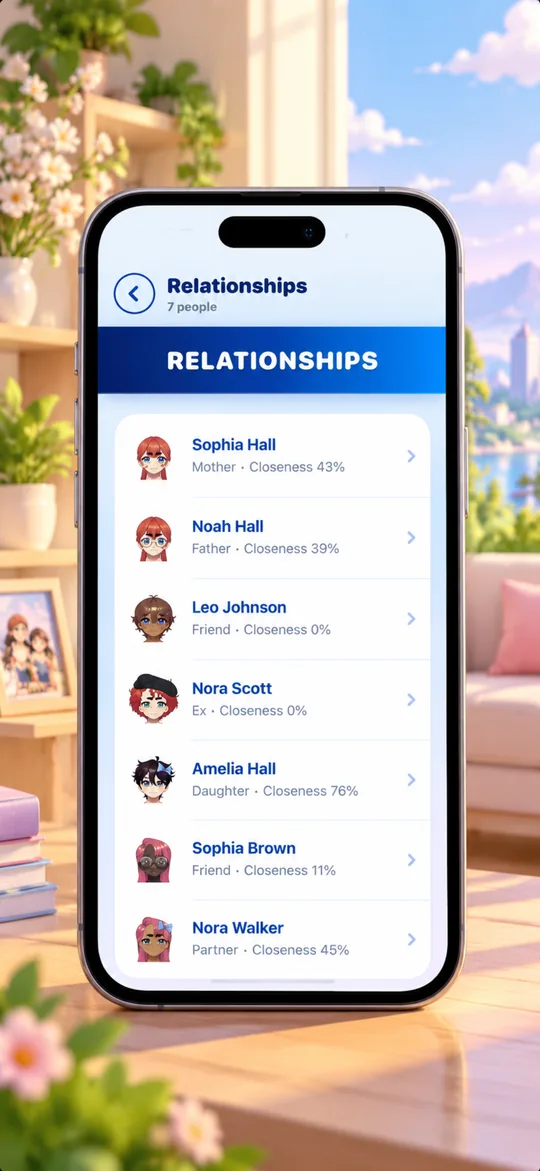 Relationships
7 people
RELATIONSHIPS
Sophia Hall
Mother · Closeness 43%
Noah Hall
Father · Closeness 39%
Leo Johnson
Friend · Closeness 0%
Nora Scott
Ex · Closeness 0%
Amelia Hall
Daughter · Closeness 76%
Sophia Brown
Friend · Closeness 11%
Nora Walker
Partner · Closeness 45%